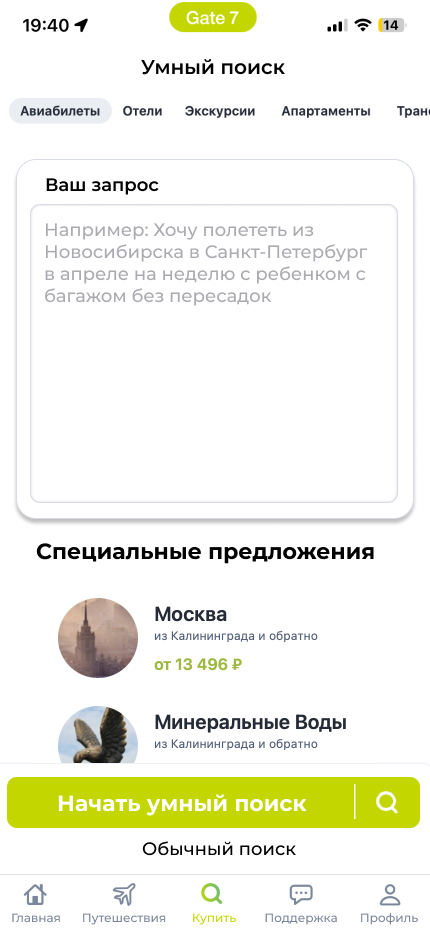 19:40
Gate 7
14
Умный поиск
Авиабилеты Отели Экскурсии Апартаменты Тран
Ваш запрос
Например: Хочу полететь из
Новосибирска в Санкт-Петербург
в апреле на неделю с ребенком с
багажом без пересадок
Специальные предложения
Москва
из Калининграда и обратно
от 13 496 ₽
Минеральные Воды
из Калининграда и обратно
Начать умный поиск
Обычный поиск
Главная Путешествия Купить Поддержка Профиль